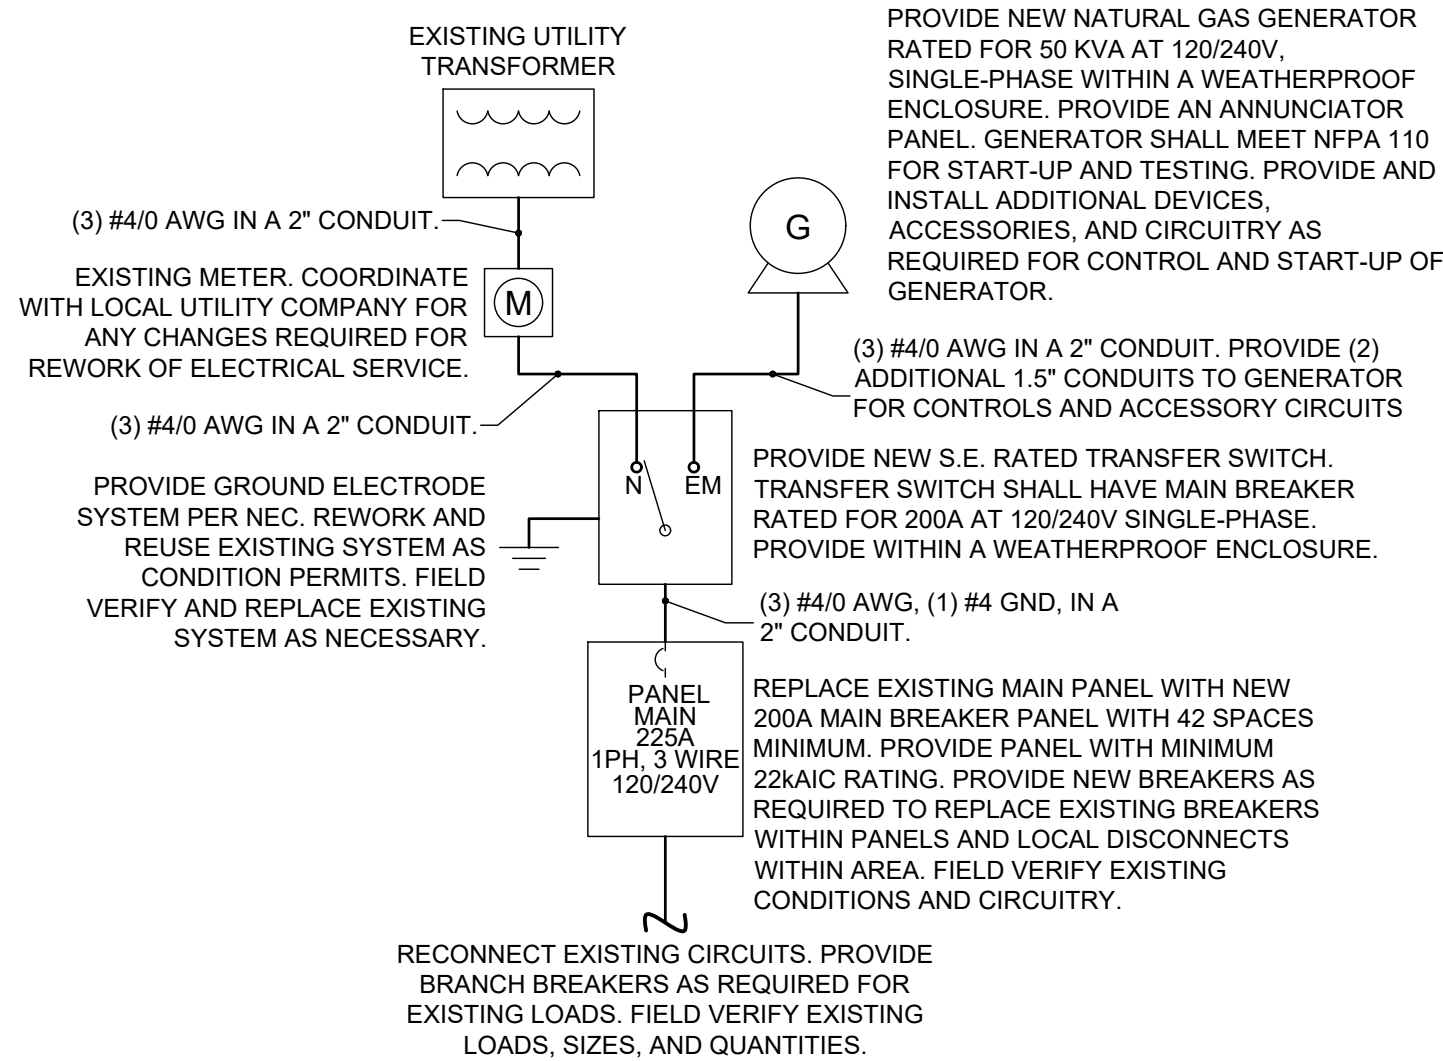 EXISTING UTILITY
TRANSFORMER
PROVIDE NEW NATURAL GAS GENERATOR
RATED FOR 50 KVA AT 120/240V,
SINGLE-PHASE WITHIN A WEATHERPROOF
ENCLOSURE. PROVIDE AN ANNUNCIATOR
PANEL. GENERATOR SHALL MEET NFPA 110
FOR START-UP AND TESTING. PROVIDE AND
INSTALL ADDITIONAL DEVICES,
ACCESSORIES, AND CIRCUITRY AS
REQUIRED FOR CONTROL AND START-UP OF
GENERATOR.
(3) #4/0 AWG IN A 2" CONDUIT.
G
EXISTING METER. COORDINATE
WITH LOCAL UTILITY COMPANY FOR
ANY CHANGES REQUIRED FOR
REWORK OF ELECTRICAL SERVICE.
M
(3) #4/0 AWG IN A 2" CONDUIT. PROVIDE (2)
ADDITIONAL 1.5" CONDUITS TO GENERATOR
FOR CONTROLS AND ACCESSORY CIRCUITS
(3) #4/0 AWG IN A 2" CONDUIT.
N
EM
PROVIDE NEW S.E. RATED TRANSFER SWITCH.
TRANSFER SWITCH SHALL HAVE MAIN BREAKER
RATED FOR 200A AT 120/240V SINGLE-PHASE.
PROVIDE WITHIN A WEATHERPROOF ENCLOSURE.
PROVIDE GROUND ELECTRODE
SYSTEM PER NEC. REWORK AND
REUSE EXISTING SYSTEM AS
CONDITION PERMITS. FIELD
VERIFY AND REPLACE EXISTING
SYSTEM AS NECESSARY.
(3) #4/0 AWG, (1) #4 GND, IN A
2" CONDUIT.
PANEL
MAIN
225A
1PH, 3 WIRE
120/240V
REPLACE EXISTING MAIN PANEL WITH NEW
200A MAIN BREAKER PANEL WITH 42 SPACES
MINIMUM. PROVIDE PANEL WITH MINIMUM
22kAIC RATING. PROVIDE NEW BREAKERS AS
REQUIRED TO REPLACE EXISTING BREAKERS
WITHIN PANELS AND LOCAL DISCONNECTS
WITHIN AREA. FIELD VERIFY EXISTING
CONDITIONS AND CIRCUITRY.
RECONNECT EXISTING CIRCUITS. PROVIDE
BRANCH BREAKERS AS REQUIRED FOR
EXISTING LOADS. FIELD VERIFY EXISTING
LOADS, SIZES, AND QUANTITIES.